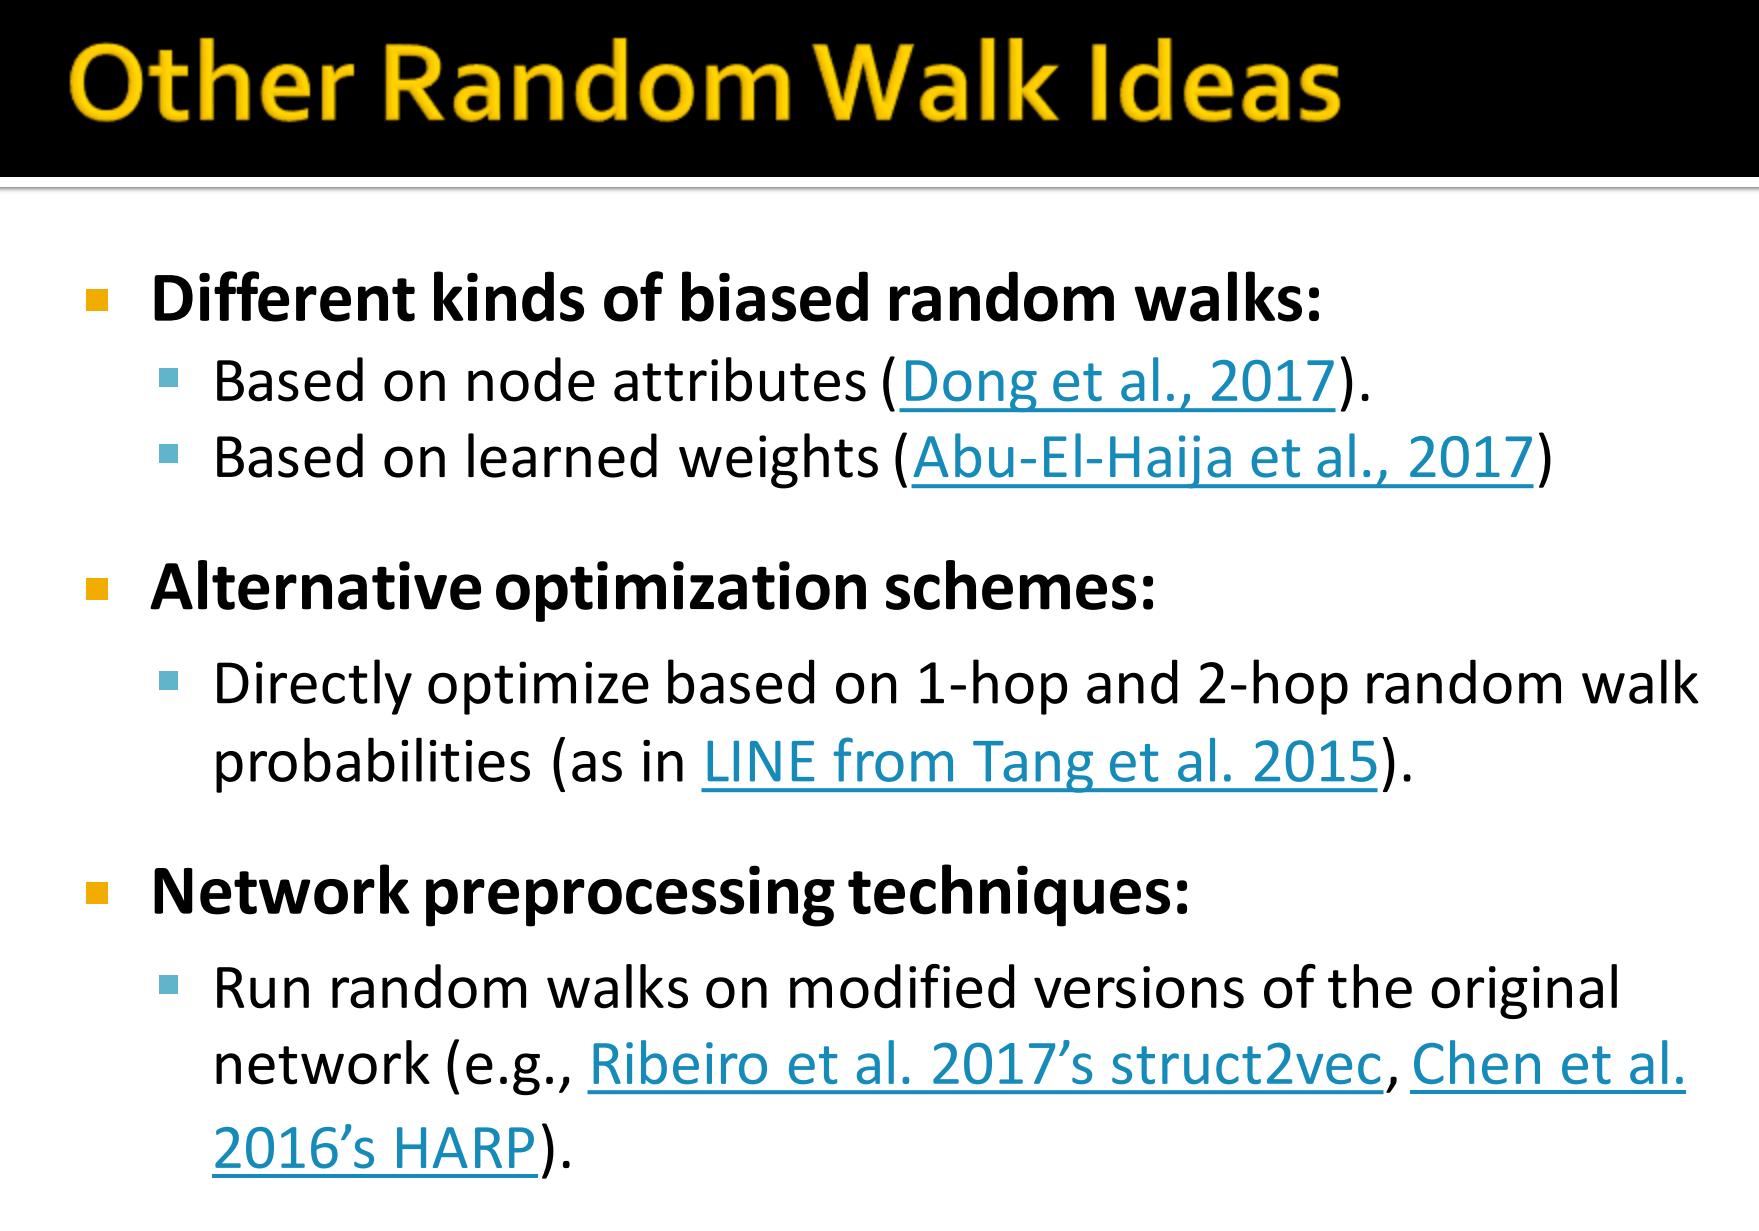 Other Random Walk Ideas
Different kinds of biased random walks:
Based on node attributes (Dong et al., 2017).
Based on learned weights (Abu-El-Haija et al., 2017)
Alternative optimization schemes:
Directly optimize based on 1-hop and 2-hop random walk
probabilities (as in LINE from Tang et al. 2015).
Network preprocessing techniques:
Run random walks on modified versions of the original
network (e.g., Ribeiro et al. 2017’s struct2vec, Chen et al.
2016’s HARP).